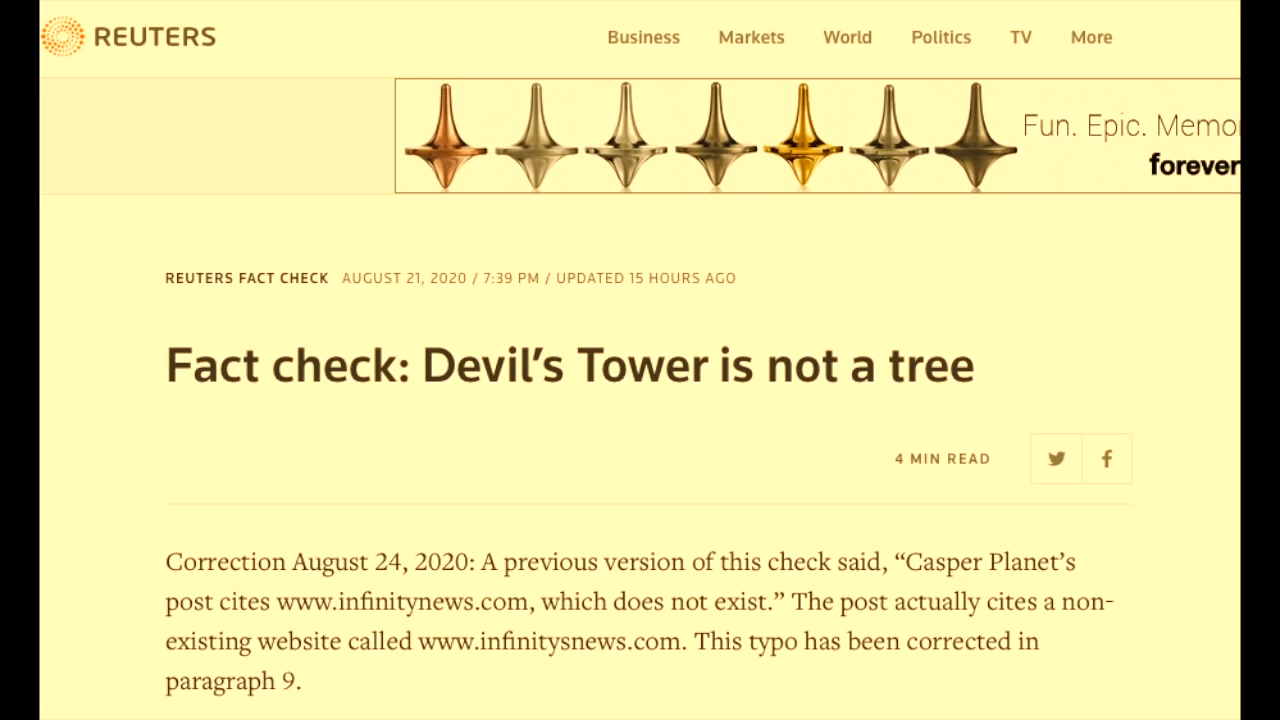 REUTERS
Business Markets World Politics TV More
Fun. Epic. Memo
forever
REUTERS FACT CHECK AUGUST 21, 2020 / 7:39 PM / UPDATED 15 HOURS AGO
Fact check: Devil’s Tower is not a tree
4 MIN READ
Correction August 24, 2020: A previous version of this check said, “Casper Planet’s
post cites www.infinitynews.com, which does not exist.” The post actually cites a non-
existing website called www.infinitysnews.com. This typo has been corrected in
paragraph 9.